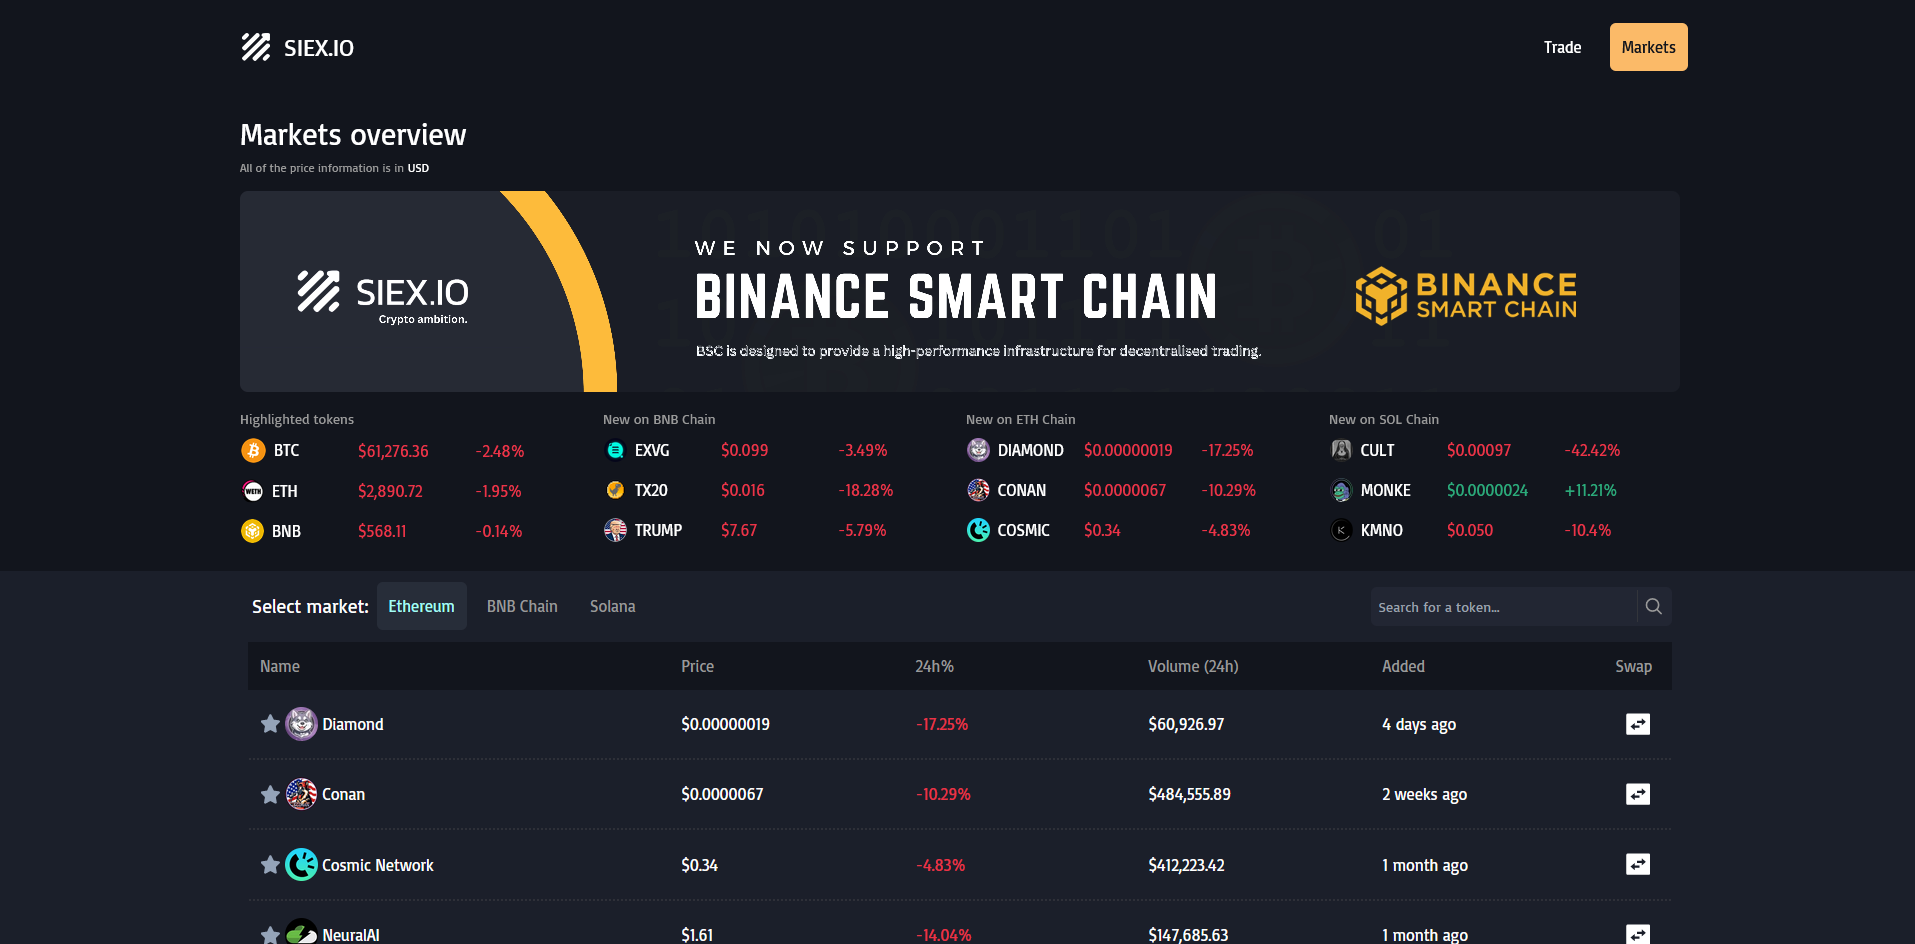 SIEX.IO
Trade
Markets
Markets overview
All of the price information is in USD
WE NOW SUPPORT
BINANCE SMART CHAIN
BSC is designed to provide a high-performance infrastructure for decentralised trading.
SIEX.IO
Crypto ambition.
BINANCE
SMART CHAIN
Highlighted tokens
BTC $61,276.36 -2.48%
WETH ETH $2,890.72 -1.95%
BNB $568.11 -0.14%
New on BNB Chain
EXVG $0.099 -3.49%
TX20 $0.016 -18.28%
TRUMP $7.67 -5.79%
New on ETH Chain
DIAMOND $0.00000019 -17.25%
CONAN $0.0000067 -10.29%
COSMIC $0.34 -4.83%
New on SOL Chain
CULT $0.00097 -42.42%
MONKE $0.0000024 +11.21%
KMNO $0.050 -10.4%
Select market: Ethereum BNB Chain Solana
Search for a token...
Name Price 24h% Volume (24h) Added Swap
Diamond $0.00000019 -17.25% $60,926.97 4 days ago
Conan $0.0000067 -10.29% $484,555.89 2 weeks ago
Cosmic Network $0.34 -4.83% $412,223.42 1 month ago
NeuralAI $1.61 -14.04% $147,685.63 1 month ago